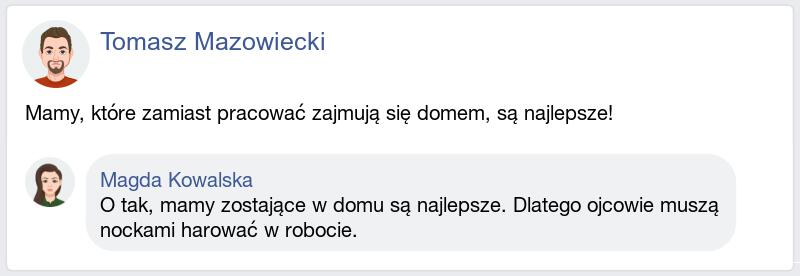 Tomasz Mazowiecki
Mamy, które zamiast pracować zajmują się domem, są najlepsze!
Magda Kowalska
O tak, mamy zostające w domu są najlepsze. Dlatego ojcowie muszą
nockami harować w robocie.